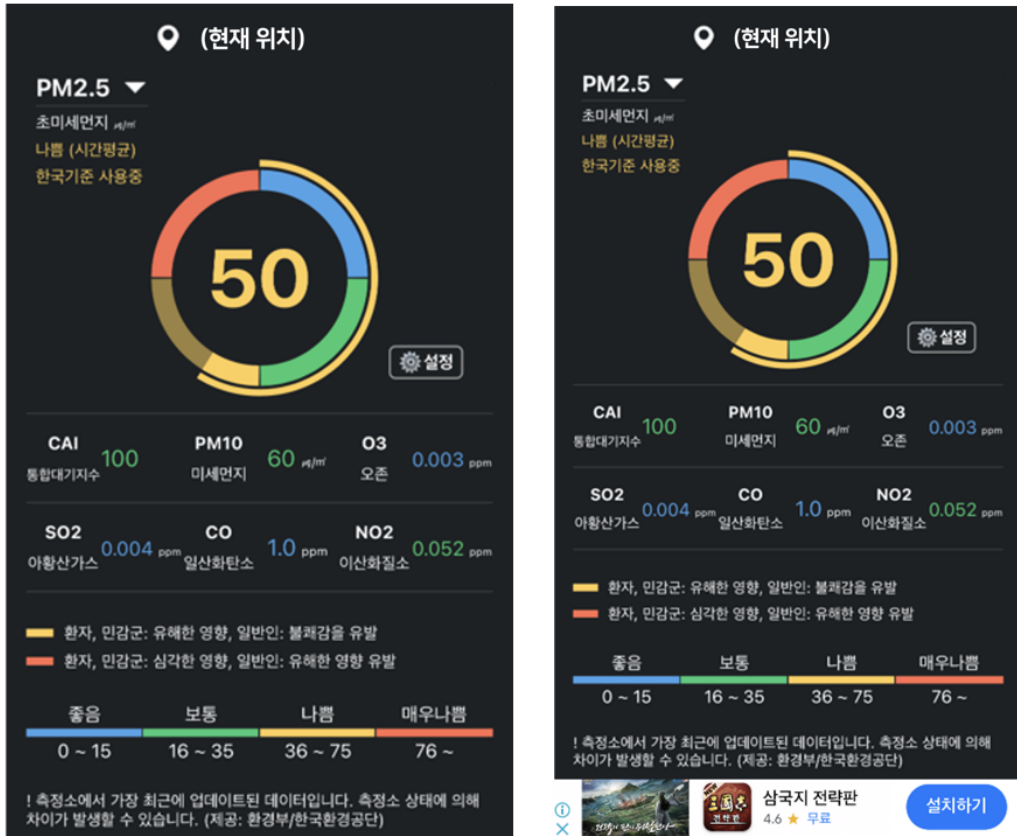 (현재 위치)
PM2.5
초미세먼지 ㎍/㎥
나쁨 (시간평균)
한국기준 사용중
50
설정
CAI
통합대기지수
100
PM10
미세먼지
60 ㎍/㎥
O3
오존
0.003 ppm
SO2
아황산가스
0.004 ppm
CO
일산화탄소
1.0 ppm
NO2
이산화질소
0.052 ppm
환자, 민감군: 유해한 영향, 일반인: 불쾌감을 유발
환자, 민감군: 심각한 영향, 일반인: 유해한 영향 유발
좋음 보통 나쁨 매우나쁨
0 ~ 15 16 ~ 35 36 ~ 75 76 ~
! 측정소에서 가장 최근에 업데이트된 데이터입니다. 측정소 상태에 의해
차이가 발생할 수 있습니다. (제공: 환경부/한국환경공단)
(현재 위치)
PM2.5
초미세먼지 ㎍/㎥
나쁨 (시간평균)
한국기준 사용중
50
설정
CAI
통합대기지수
100
PM10
미세먼지
60 ㎍/㎥
O3
오존
0.003 ppm
SO2
아황산가스
0.004 ppm
CO
일산화탄소
1.0 ppm
NO2
이산화질소
0.052 ppm
환자, 민감군: 유해한 영향, 일반인: 불쾌감을 유발
환자, 민감군: 심각한 영향, 일반인: 유해한 영향 유발
좋음 보통 나쁨 매우나쁨
0 ~ 15 16 ~ 35 36 ~ 75 76 ~
! 측정소에서 가장 최근에 업데이트된 데이터입니다. 측정소 상태에 의해
차이가 발생할 수 있습니다. (제공: 환경부/한국환경공단)
NEW
三國志
전략판
삼국지 전략판
4.6 ★ 무료
설치하기